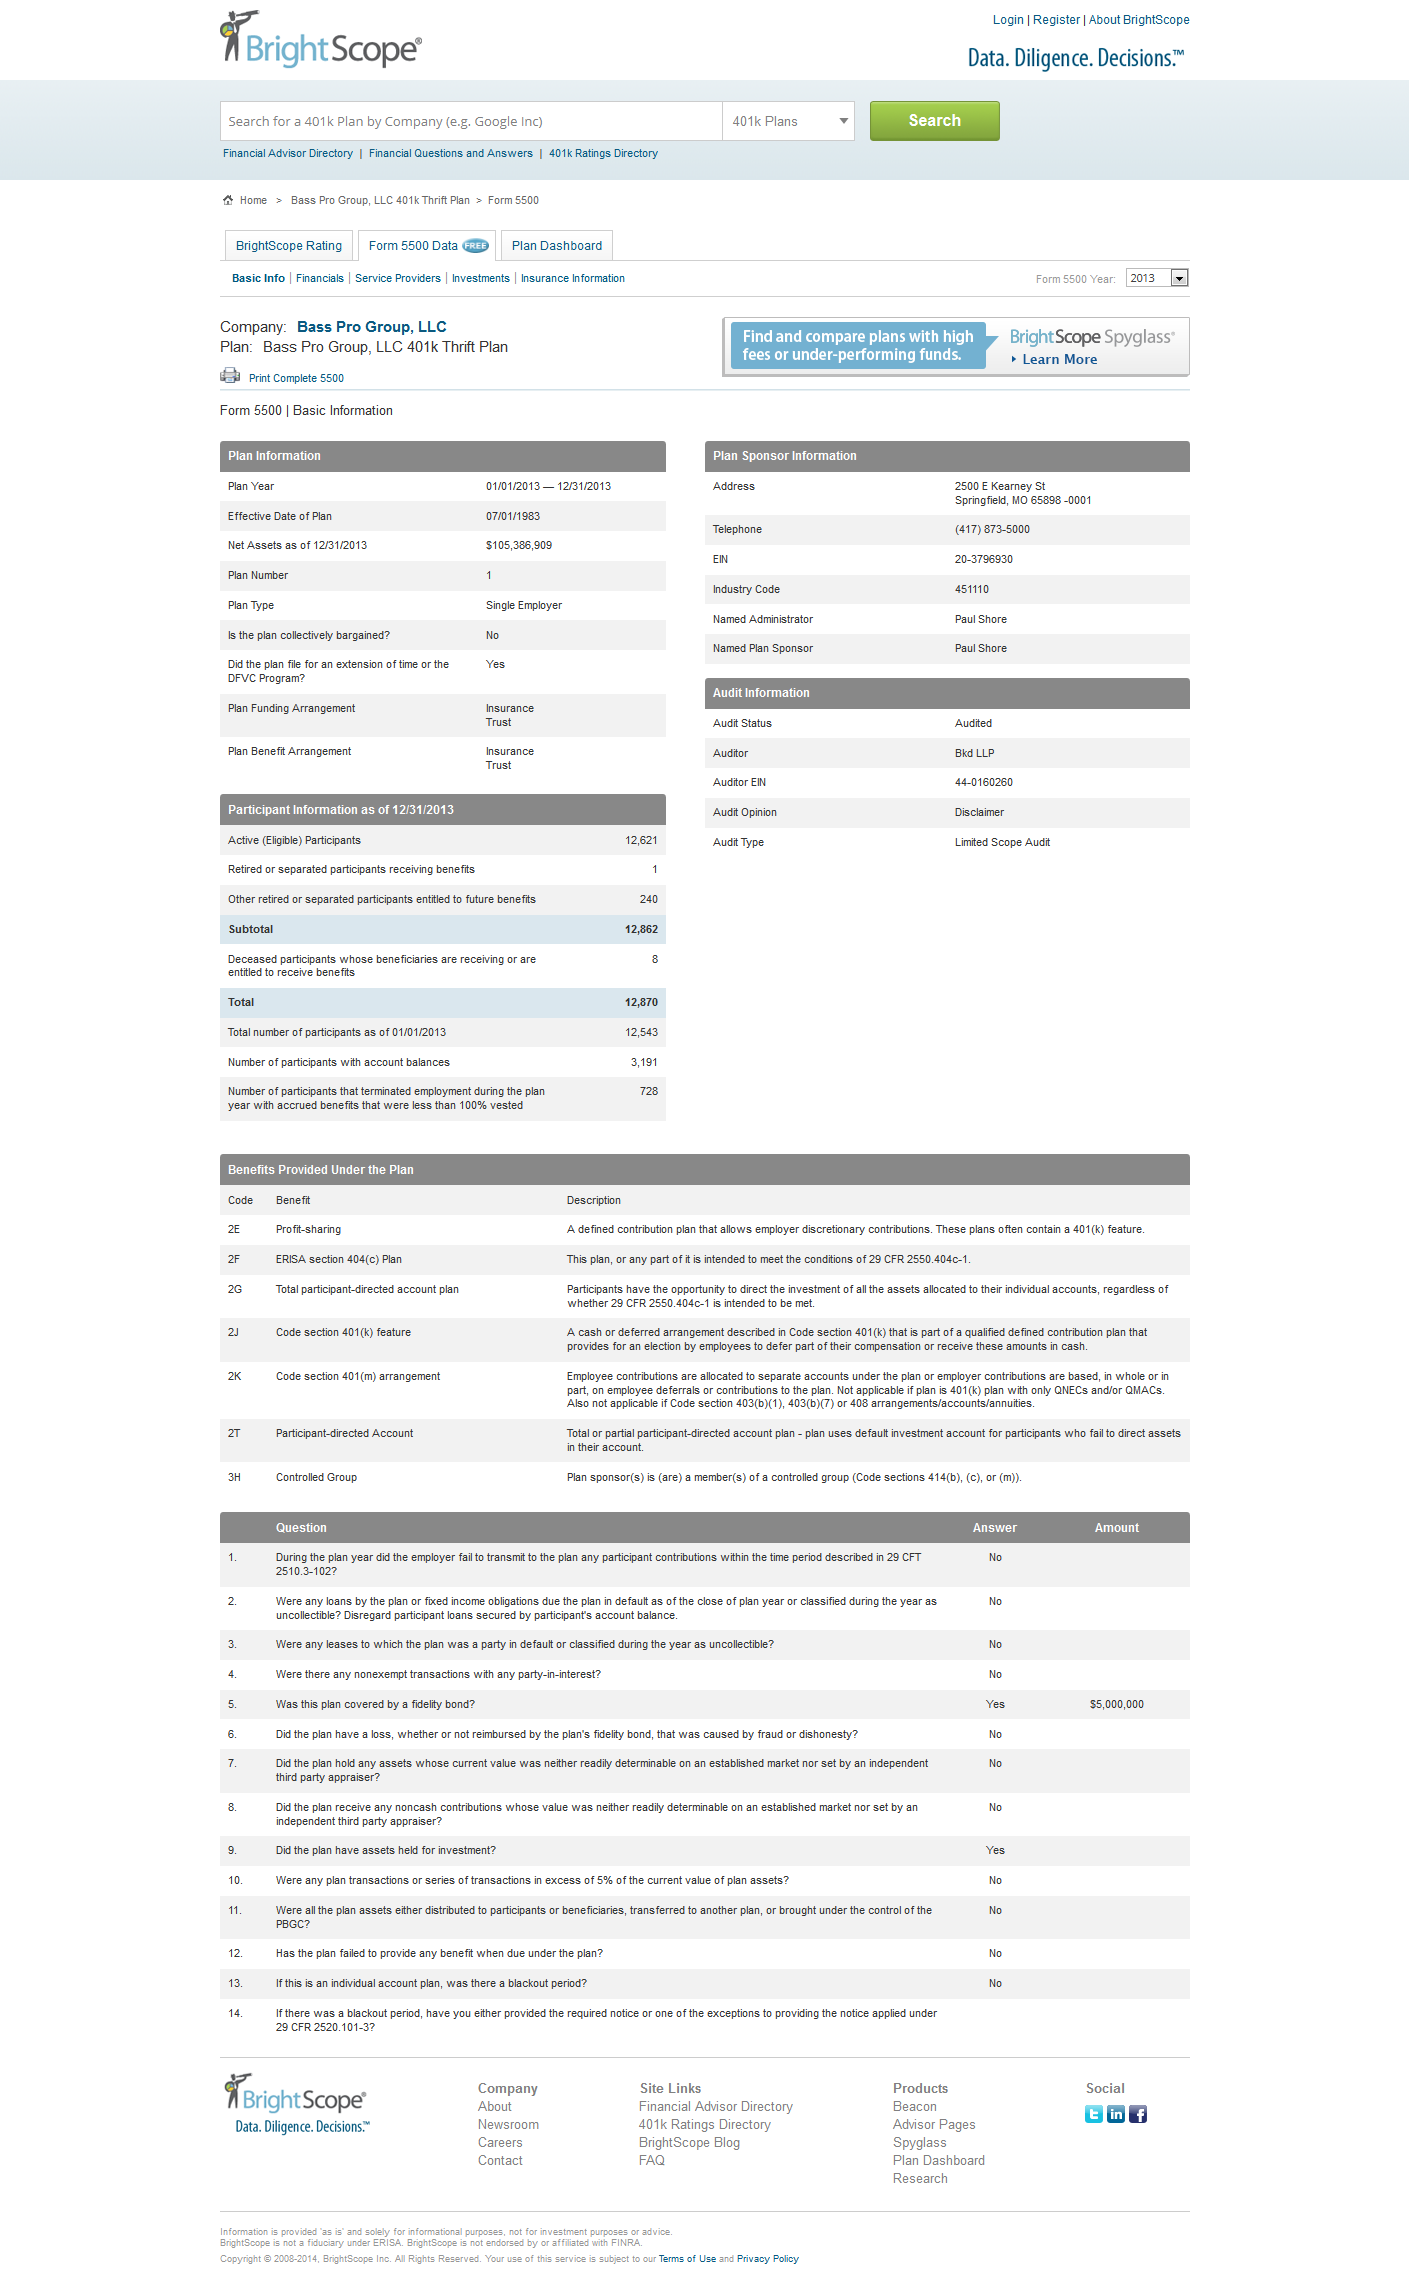 BrightScope®
Login | Register | About BrightScope
Data. Diligence. Decisions.™
Search for a 401k Plan by Company (e.g. Google Inc)
401k Plans
Search
Financial Advisor Directory | Financial Questions and Answers | 401k Ratings Directory
Home > Bass Pro Group, LLC 401k Thrift Plan > Form 5500
BrightScope Rating
Form 5500 Data FREE
Plan Dashboard
Basic Info | Financials | Service Providers | Investments | Insurance Information
Form 5500 Year: 2013
Company: Bass Pro Group, LLC
Plan: Bass Pro Group, LLC 401k Thrift Plan
Print Complete 5500
Find and compare plans with high
fees or under-performing funds.
BrightScope Spyglass®
Learn More
Form 5500 | Basic Information
Plan Information
Plan Year 01/01/2013 — 12/31/2013
Effective Date of Plan 07/01/1983
Net Assets as of 12/31/2013 $105,386,909
Plan Number 1
Plan Type Single Employer
Is the plan collectively bargained? No
Did the plan file for an extension of time or the Yes
DFVC Program?
Plan Funding Arrangement Insurance
Trust
Plan Benefit Arrangement Insurance
Trust
Participant Information as of 12/31/2013
Active (Eligible) Participants 12,621
Retired or separated participants receiving benefits 1
Other retired or separated participants entitled to future benefits 240
Subtotal 12,862
Deceased participants whose beneficiaries are receiving or are 8
entitled to receive benefits
Total 12,870
Total number of participants as of 01/01/2013 12,543
Number of participants with account balances 3,191
Number of participants that terminated employment during the plan 728
year with accrued benefits that were less than 100% vested
Plan Sponsor Information
Address 2500 E Kearney St
Springfield, MO 65898 -0001
Telephone (417) 873-5000
EIN 20-3796930
Industry Code 451110
Named Administrator Paul Shore
Named Plan Sponsor Paul Shore
Audit Information
Audit Status Audited
Auditor Bkd LLP
Auditor EIN 44-0160260
Audit Opinion Disclaimer
Audit Type Limited Scope Audit
Benefits Provided Under the Plan
Code Benefit Description
2E Profit-sharing A defined contribution plan that allows employer discretionary contributions. These plans often contain a 401(k) feature.
2F ERISA section 404(c) Plan This plan, or any part of it is intended to meet the conditions of 29 CFR 2550.404c-1.
2G Total participant-directed account plan Participants have the opportunity to direct the investment of all the assets allocated to their individual accounts, regardless of
whether 29 CFR 2550.404c-1 is intended to be met.
2J Code section 401(k) feature A cash or deferred arrangement described in Code section 401(k) that is part of a qualified defined contribution plan that
provides for an election by employees to defer part of their compensation or receive these amounts in cash.
2K Code section 401(m) arrangement Employee contributions are allocated to separate accounts under the plan or employer contributions are based, in whole or in
part, on employee deferrals or contributions to the plan. Not applicable if plan is 401(k) plan with only QNECs and/or QMACs.
Also not applicable if Code section 403(b)(1), 403(b)(7) or 408 arrangements/accounts/annuities.
2T Participant-directed Account Total or partial participant-directed account plan - plan uses default investment account for participants who fail to direct assets
in their account.
3H Controlled Group Plan sponsor(s) is (are) a member(s) of a controlled group (Code sections 414(b), (c), or (m)).
Question Answer Amount
1. During the plan year did the employer fail to transmit to the plan any participant contributions within the time period described in 29 CFT No
2510.3-102?
2. Were any loans by the plan or fixed income obligations due the plan in default as of the close of plan year or classified during the year as No
uncollectible? Disregard participant loans secured by participant's account balance.
3. Were any leases to which the plan was a party in default or classified during the year as uncollectible? No
4. Were there any nonexempt transactions with any party-in-interest? No
5. Was this plan covered by a fidelity bond? Yes $5,000,000
6. Did the plan have a loss, whether or not reimbursed by the plan's fidelity bond, that was caused by fraud or dishonesty? No
7. Did the plan hold any assets whose current value was neither readily determinable on an established market nor set by an independent No
third party appraiser?
8. Did the plan receive any noncash contributions whose value was neither readily determinable on an established market nor set by an No
independent third party appraiser?
9. Did the plan have assets held for investment? Yes
10. Were any plan transactions or series of transactions in excess of 5% of the current value of plan assets? No
11. Were all the plan assets either distributed to participants or beneficiaries, transferred to another plan, or brought under the control of the No
PBGC?
12. Has the plan failed to provide any benefit when due under the plan? No
13. If this is an individual account plan, was there a blackout period? No
14. If there was a blackout period, have you either provided the required notice or one of the exceptions to providing the notice applied under
29 CFR 2520.101-3?
BrightScope®
Data. Diligence. Decisions.™
Company
About
Newsroom
Careers
Contact
Site Links
Financial Advisor Directory
401k Ratings Directory
BrightScope Blog
FAQ
Products
Beacon
Advisor Pages
Spyglass
Plan Dashboard
Research
Social
Information is provided 'as is' and solely for informational purposes, not for investment purposes or advice.
BrightScope is not a fiduciary under ERISA. BrightScope is not endorsed by or affiliated with FINRA.
Copyright © 2008-2014, BrightScope Inc. All Rights Reserved. Your use of this service is subject to our Terms of Use and Privacy Policy